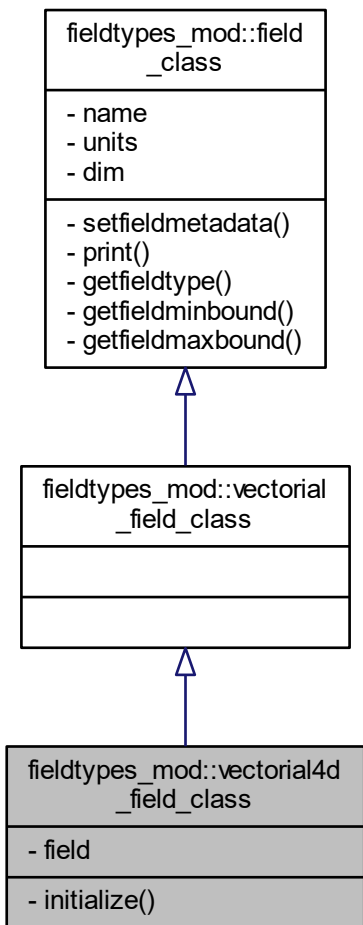 fieldtypes_mod::field
_class
- name
- units
- dim
- setfieldmetadata()
- print()
- getfieldtype()
- getfieldminbound()
- getfieldmaxbound()
fieldtypes_mod::vectorial
_field_class
fieldtypes_mod::vectorial4d
_field_class
- field
- initialize()